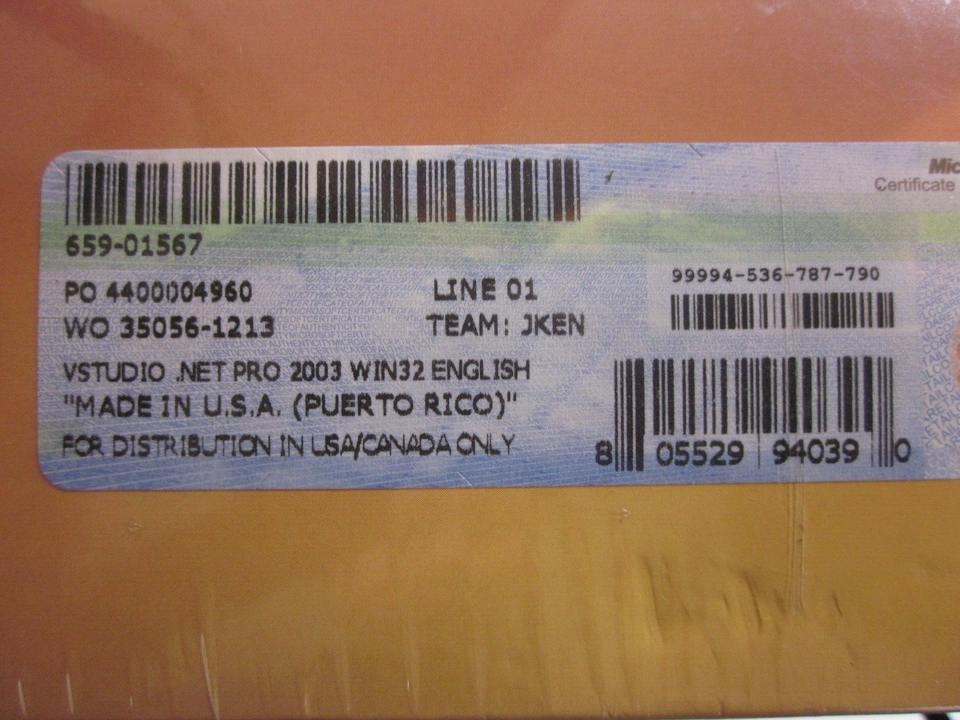 Certificate
659-01567
PO 4400004960
LINE 01
99994-536-787-790
WO 35056-1213
TEAM: JKEN
VSTUDIO .NET PRO 2003 WIN32 ENGLISH
"MADE IN U.S.A. (PUERTO RICO)"
FOR DISTRIBUTION IN USA/CANADA ONLY
8 05529 94039 0